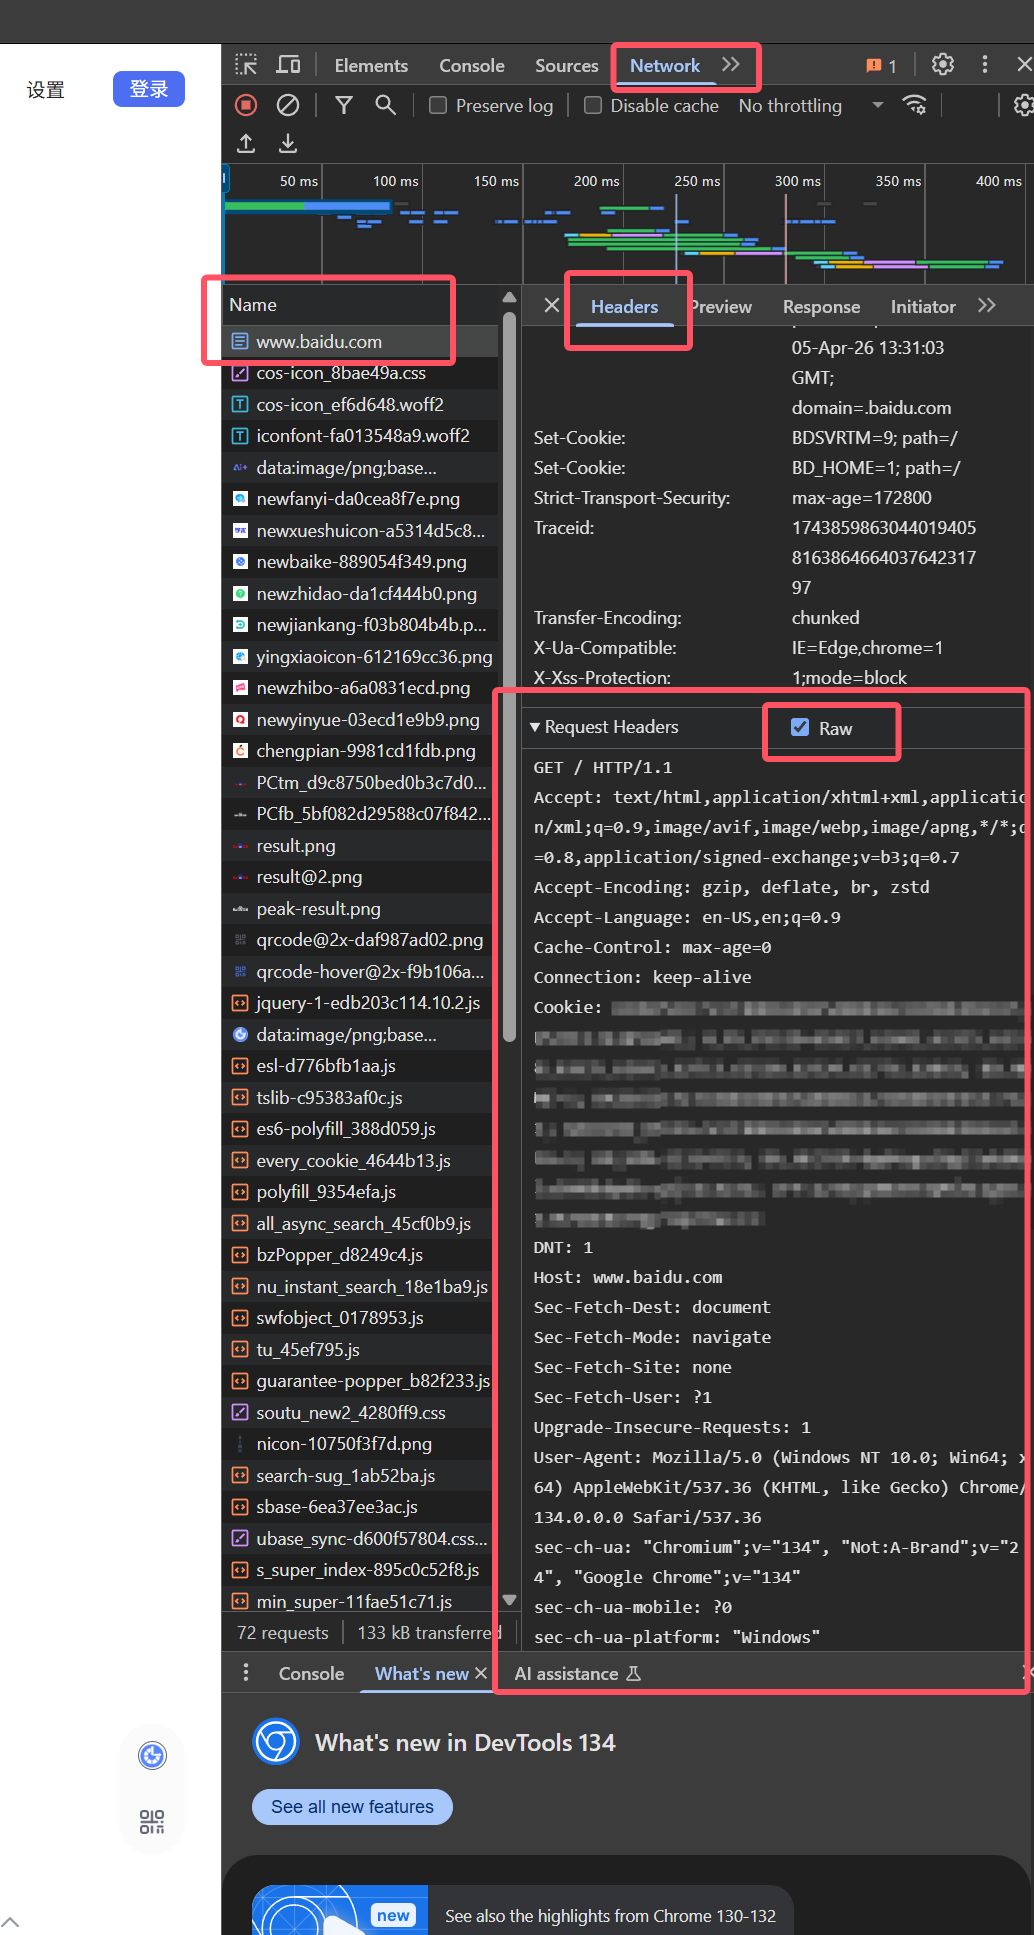 设置
登录
Elements Console Sources Network 1
Preserve log Disable cache No throttling
50 ms 100 ms 150 ms 200 ms 250 ms 300 ms 350 ms 400 ms
Name
www.baidu.com
cos-icon_8bae49a.css
cos-icon_ef6d648.woff2
iconfont-fa013548a9.woff2
data:image/png;base...
newfanyi-da0cea8f7e.png
newxueshuicon-a5314d5c8...
newbaike-889054f349.png
newzhidao-da1cf444b0.png
newjiankang-f03b804b4b.p...
yingxiaoicon-612169cc36.png
newzhibo-a6a0831ecd.png
newyinyue-03ecd1e9b9.png
chengpian-9981cd1fdb.png
PCtm_d9c8750bed0b3c7d0...
PCfb_5bf082d29588c07f842...
result.png
result@2.png
peak-result.png
qrcode@2x-daf987ad02.png
qrcode-hover@2x-f9b106a...
jquery-1-edb203c114.10.2.js
data:image/png;base...
esl-d776bfb1aa.js
tslib-c95383af0c.js
es6-polyfill_388d059.js
every_cookie_4644b13.js
polyfill_9354efa.js
all_async_search_45cf0b9.js
bzPopper_d8249c4.js
nu_instant_search_18e1ba9.js
swfobject_0178953.js
tu_45ef795.js
guarantee-popper_b82f233.js
soutu_new2_4280ff9.css
nicon-10750f3f7d.png
search-sug_1ab52ba.js
sbase-6ea37ee3ac.js
ubase_sync-d600f57804.css...
s_super_index-895c0c52f8.js
min_super-11fae51c71.js
72 requests 133 kB transferred
Headers Preview Response Initiator
05-Apr-26 13:31:03
GMT;
domain=.baidu.com
Set-Cookie: BDSVRTM=9; path=/
Set-Cookie: BD_HOME=1; path=/
Strict-Transport-Security: max-age=172800
Traceid: 1743859863044019405
8163864664037642317
97
Transfer-Encoding: chunked
X-Ua-Compatible: IE=Edge,chrome=1
X-Xss-Protection: 1;mode=block
Request Headers Raw
GET / HTTP/1.1
Accept: text/html,application/xhtml+xml,applicatio
n/xml;q=0.9,image/avif,image/webp,image/apng,*/*;q
=0.8,application/signed-exchange;v=b3;q=0.7
Accept-Encoding: gzip, deflate, br, zstd
Accept-Language: en-US,en;q=0.9
Cache-Control: max-age=0
Connection: keep-alive
Cookie:
DNT: 1
Host: www.baidu.com
Sec-Fetch-Dest: document
Sec-Fetch-Mode: navigate
Sec-Fetch-Site: none
Sec-Fetch-User: ?1
Upgrade-Insecure-Requests: 1
User-Agent: Mozilla/5.0 (Windows NT 10.0; Win64; x
64) AppleWebKit/537.36 (KHTML, like Gecko) Chrome/
134.0.0.0 Safari/537.36
sec-ch-ua: "Chromium";v="134", "Not:A-Brand";v="2
4", "Google Chrome";v="134"
sec-ch-ua-mobile: ?0
sec-ch-ua-platform: "Windows"
Console What's new AI assistance
What's new in DevTools 134
See all new features
new
See also the highlights from Chrome 130-132